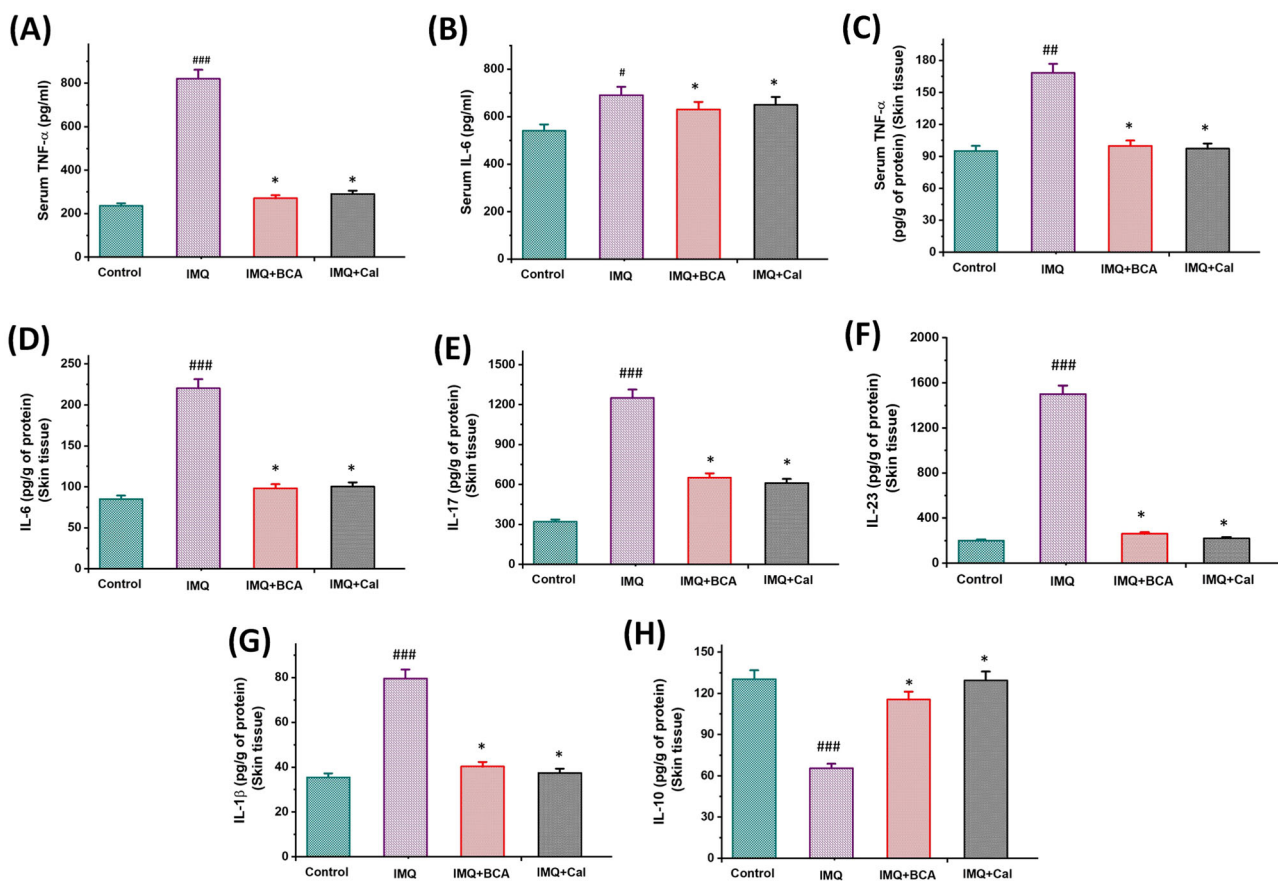 (A)
Serum TNF-α (pg/ml)
800
600
400
200
0
###
*
*
Control IMQ IMQ+BCA IMQ+Cal
(B)
Serum IL-6 (pg/ml)
800
600
400
200
0
#
*
*
Control IMQ IMQ+BCA IMQ+Cal
(C)
Serum TNF-α
(pg/g of protein) (Skin tissue)
180
150
120
90
60
30
0
##
*
*
Control IMQ IMQ+BCA IMQ+Cal
(D)
IL-6 (pg/g of protein)
(Skin tissue)
250
200
150
100
50
0
###
*
*
Control IMQ IMQ+BCA IMQ+Cal
(E)
IL-17 (pg/g of protein)
(Skin tissue)
1500
1200
900
600
300
0
###
*
*
Control IMQ IMQ+BCA IMQ+Cal
(F)
IL-23 (pg/g of protein)
(Skin tissue)
2000
1600
1200
800
400
0
###
*
*
Control IMQ IMQ+BCA IMQ+Cal
(G)
IL-1β (pg/g of protein)
(Skin tissue)
80
60
40
20
0
###
*
*
Control IMQ IMQ+BCA IMQ+Cal
(H)
IL-10 (pg/g of protein)
(Skin tissue)
150
120
90
60
30
0
###
*
*
Control IMQ IMQ+BCA IMQ+Cal